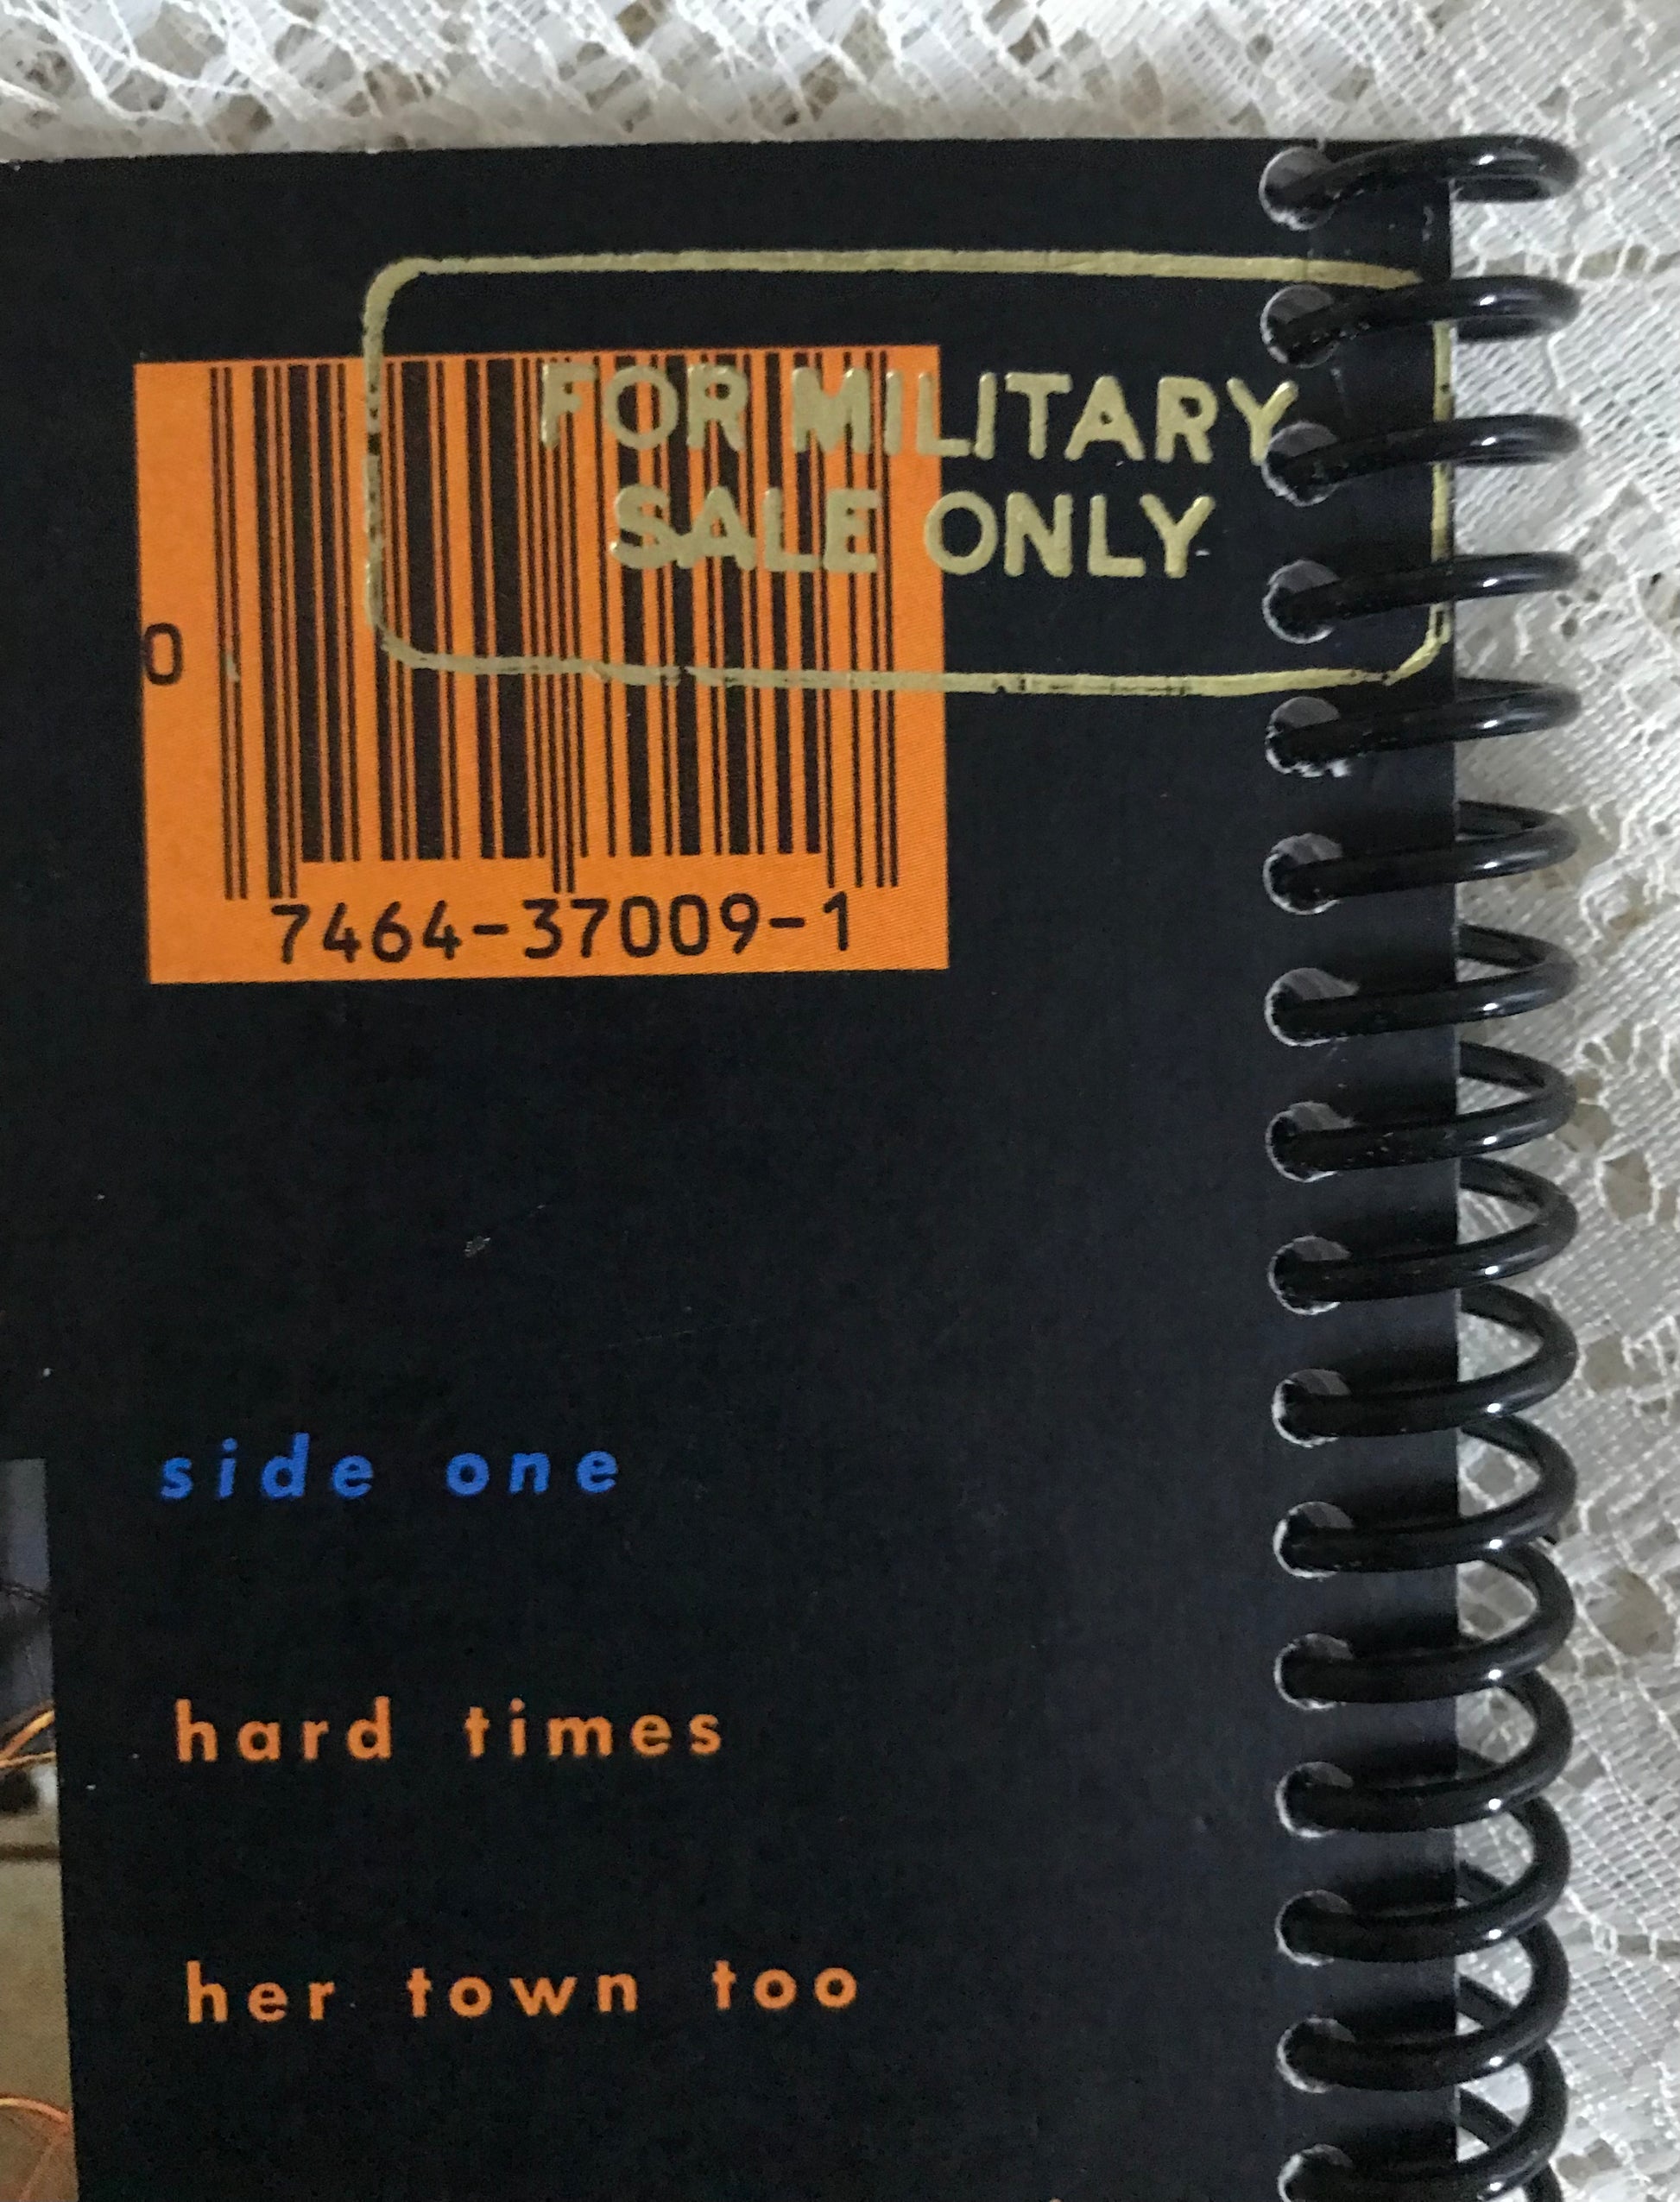 FOR MILITARY
SALE ONLY
0
7464-37009-1
side one
hard times
her town too